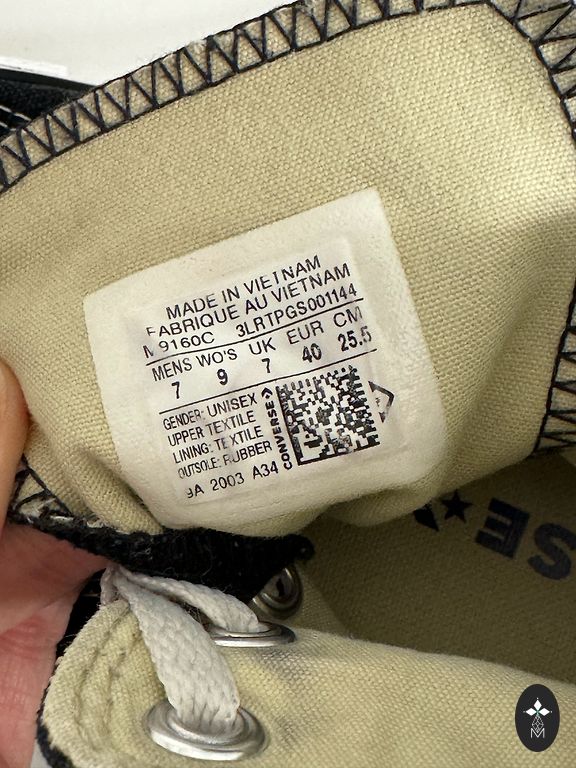 MADE IN VIETNAM
FABRIQUE AU VIETNAM
M9160C 3LRTPGS001144
MENS WO'S UK EUR CM
7 9 7 40 25.5
GENDER: UNISEX
UPPER TEXTILE
LINING: TEXTILE
OUTSOLE: RUBBER
9A 2003 A34
CONVERSE
SE
M